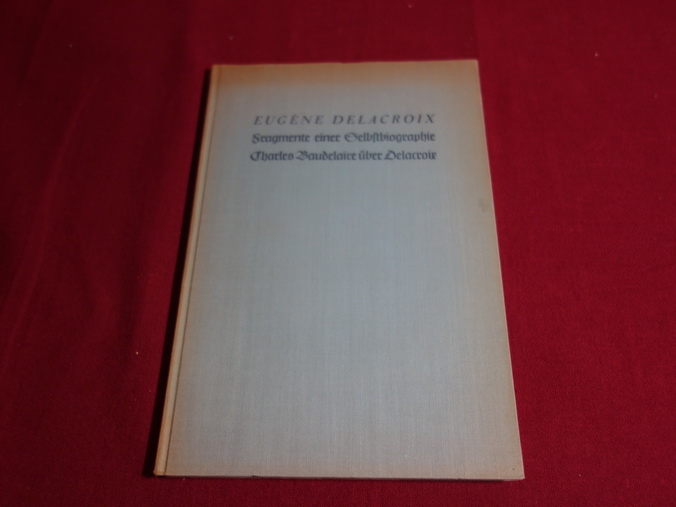 EUGÈNE DELACROIX
Fragmente einer Selbstbiographie
Charles Baudelaire über Delacroix